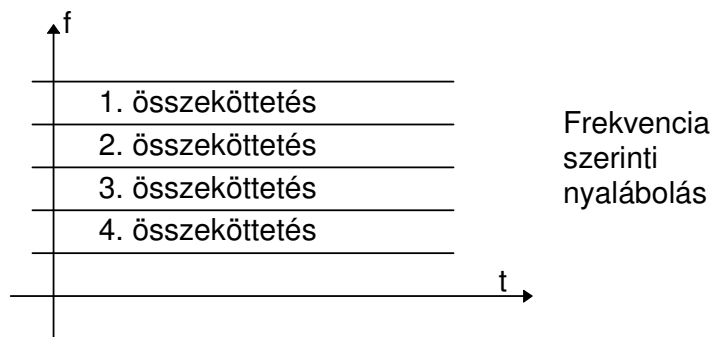 f
1. összeköttetés
2. összeköttetés
3. összeköttetés
4. összeköttetés
t
Frekvencia
szerinti
nyalábolás